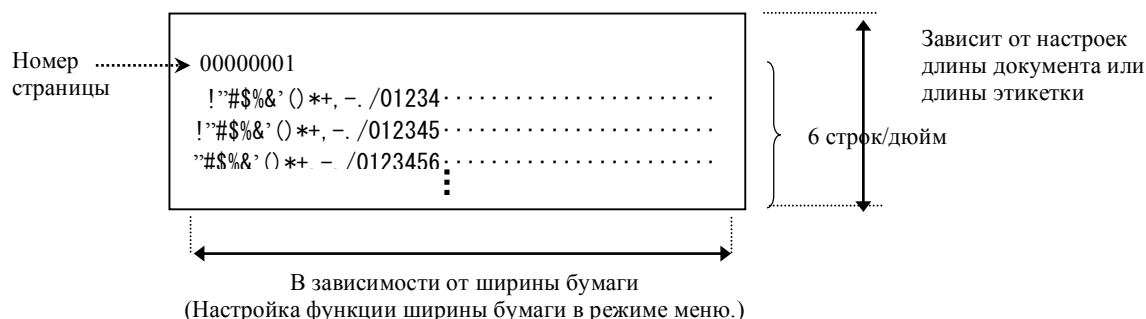 Номер
страницы
00000001
!”#$%&’()*+,-./01234························
!”#$%&’()*+,-./012345·······················
”#$%&’()*+,-./0123456·······················
6 строк/дюйм
Зависит от настроек
длины документа или
длины этикетки
В зависимости от ширины бумаги
(Настройка функции ширины бумаги в режиме меню.)